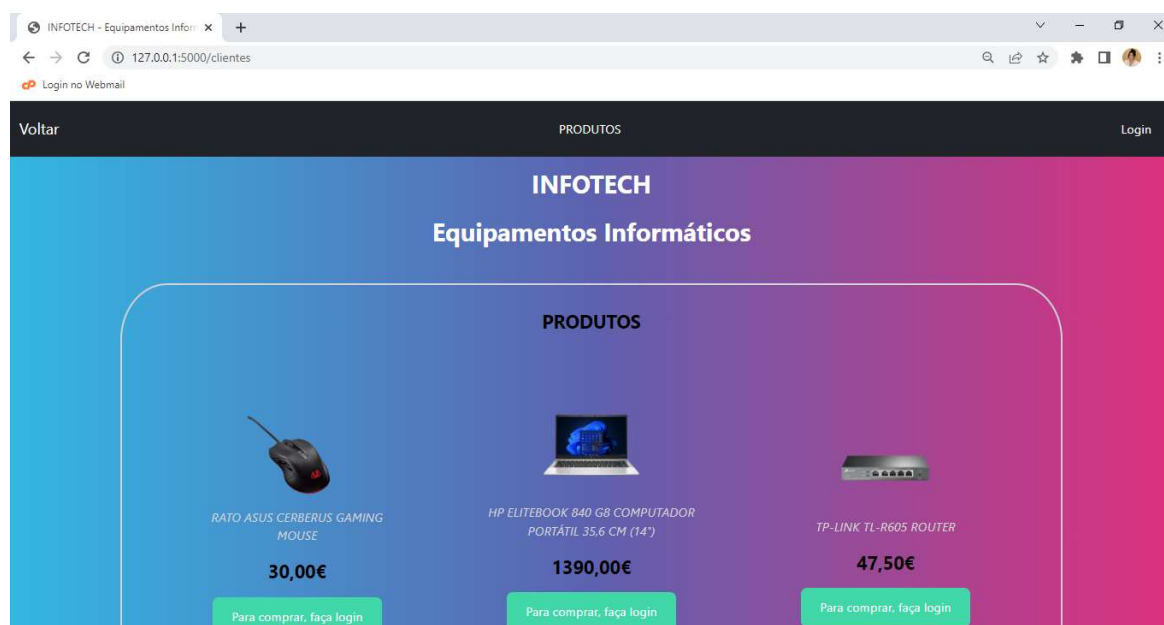 INFOTECH - Equipamentos Infor
127.0.0.1:5000/clientes
Login no Webmail
Voltar
PRODUTOS
Login
INFOTECH
Equipamentos Informáticos
PRODUTOS
RATO ASUS CERBERUS GAMING
MOUSE
30,00€
Para comprar, faça login
HP ELITEBOOK 840 G8 COMPUTADOR
PORTÁTIL 35,6 CM (14")
1390,00€
Para comprar, faça login
TP-LINK TL-R605 ROUTER
47,50€
Para comprar, faça login